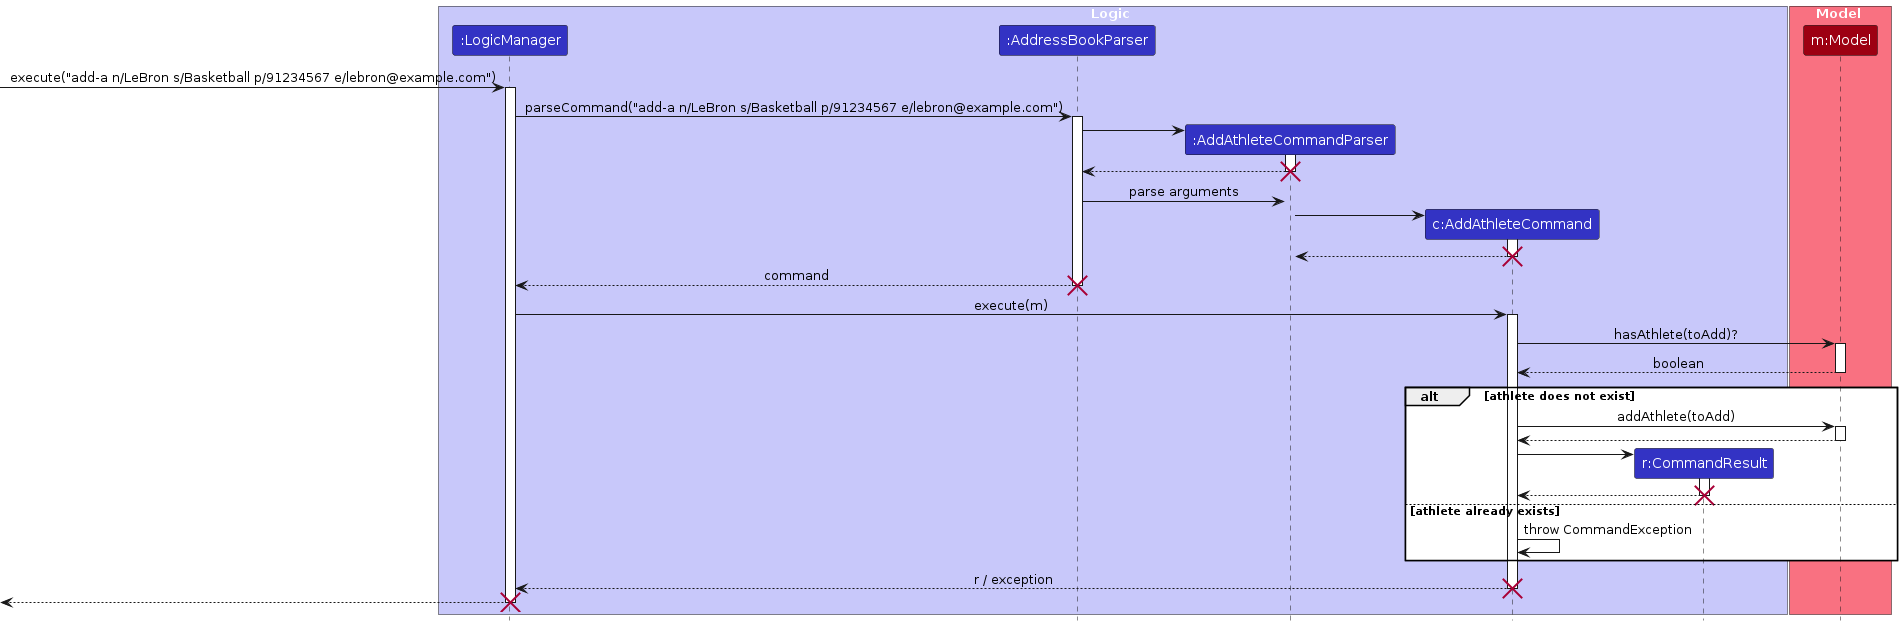 Logic
Model
:LogicManager
:AddressBookParser
m:Model
execute("add-a n/LeBron s/Basketball p/91234567 e/lebron@example.com")
parseCommand("add-a n/LeBron s/Basketball p/91234567 e/lebron@example.com")
:AddAthleteCommandParser
parse arguments
c:AddAthleteCommand
command
execute(m)
hasAthlete(toAdd)?
boolean
alt
[athlete does not exist]
addAthlete(toAdd)
r:CommandResult
[athlete already exists]
throw CommandException
r / exception